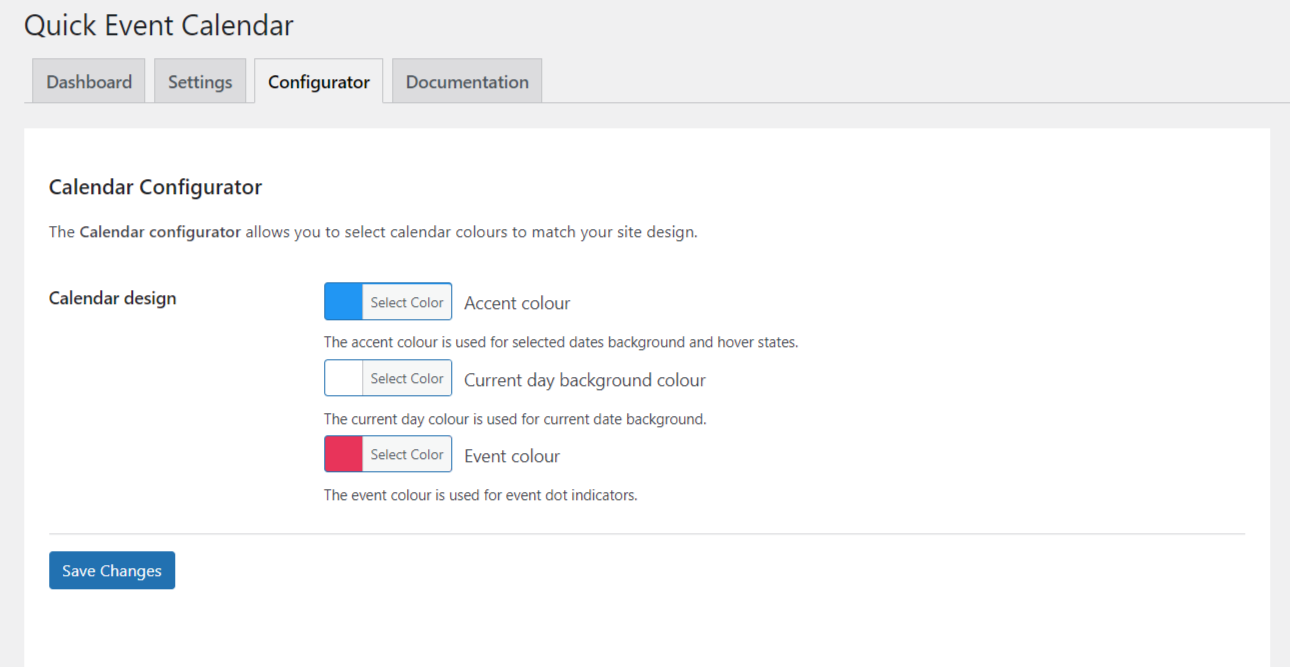 Quick Event Calendar
Dashboard Settings Configurator Documentation
Calendar Configurator
The Calendar configurator allows you to select calendar colours to match your site design.
Calendar design
Select Color Accent colour
The accent colour is used for selected dates background and hover states.
Select Color Current day background colour
The current day colour is used for current date background.
Select Color Event colour
The event colour is used for event dot indicators.
Save Changes